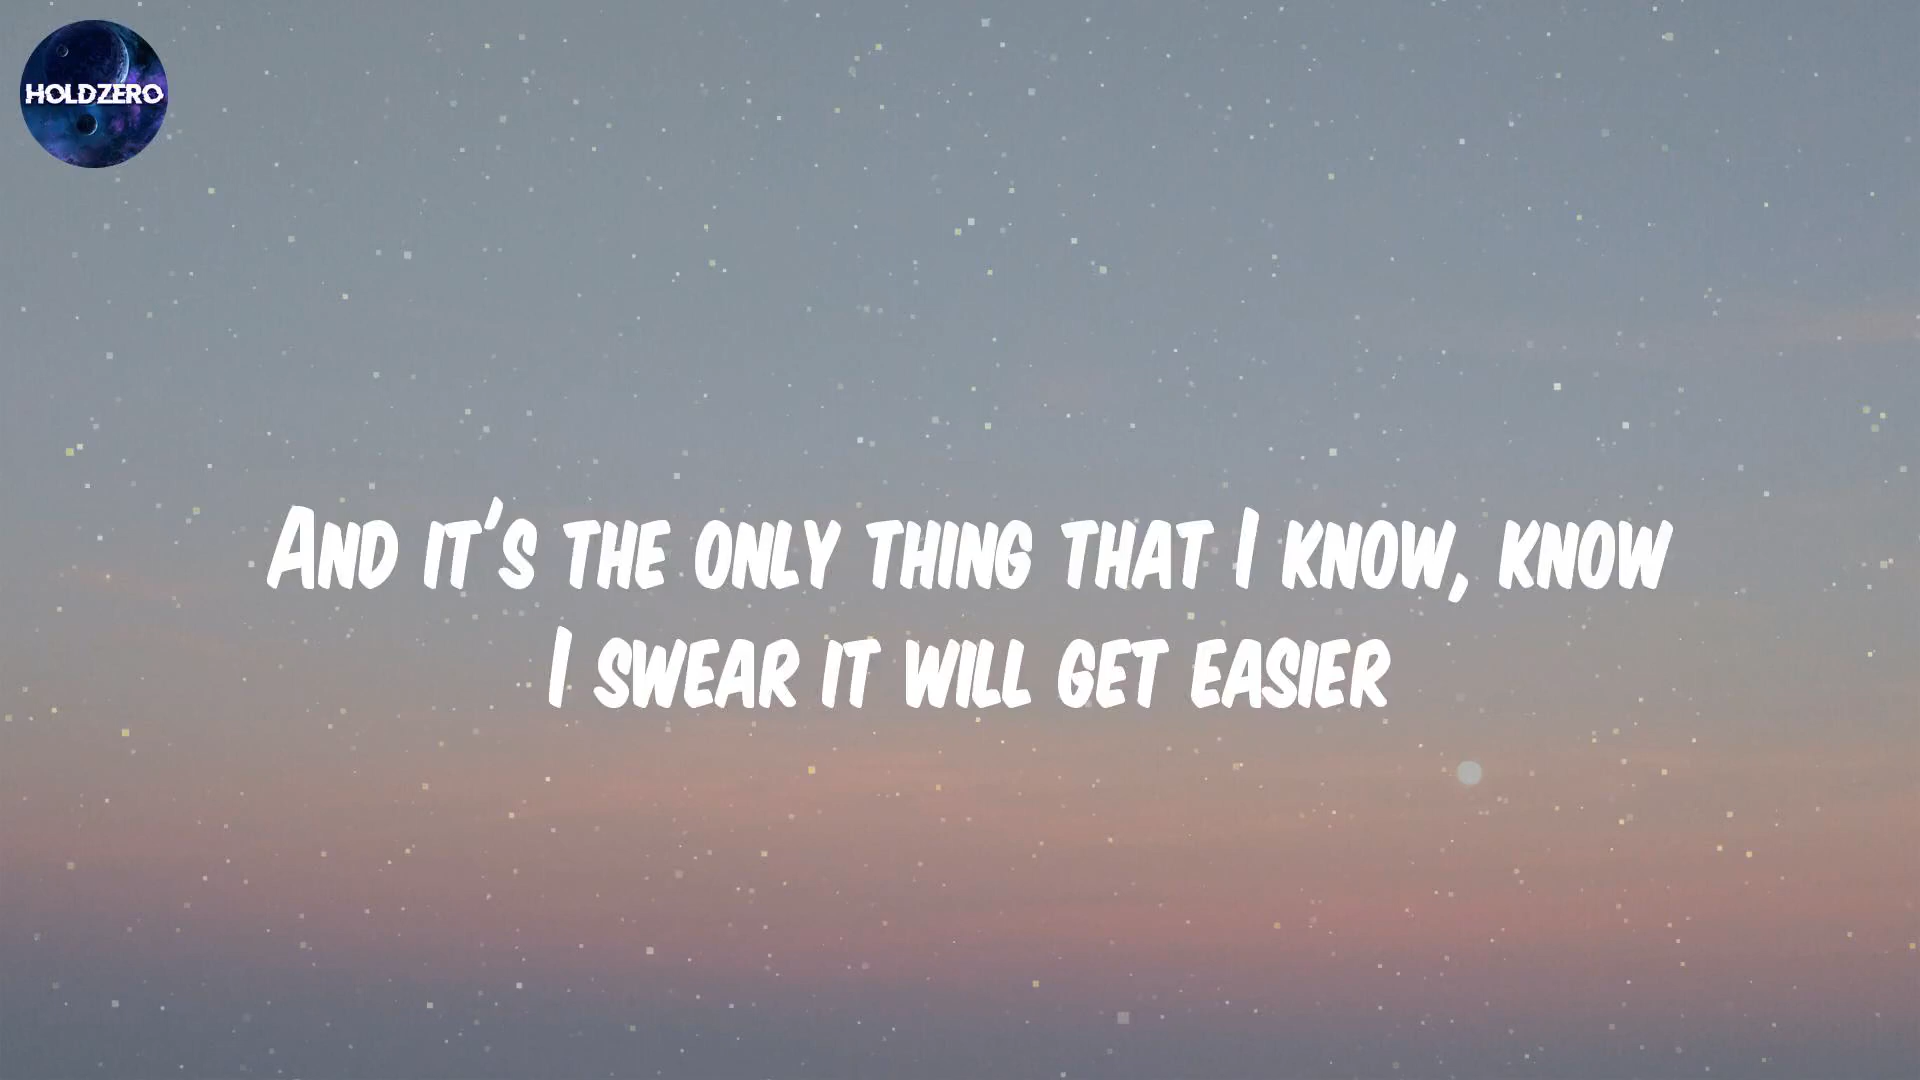 HOLDZERO
And it's the only thing that I know, know
I swear it will get easier